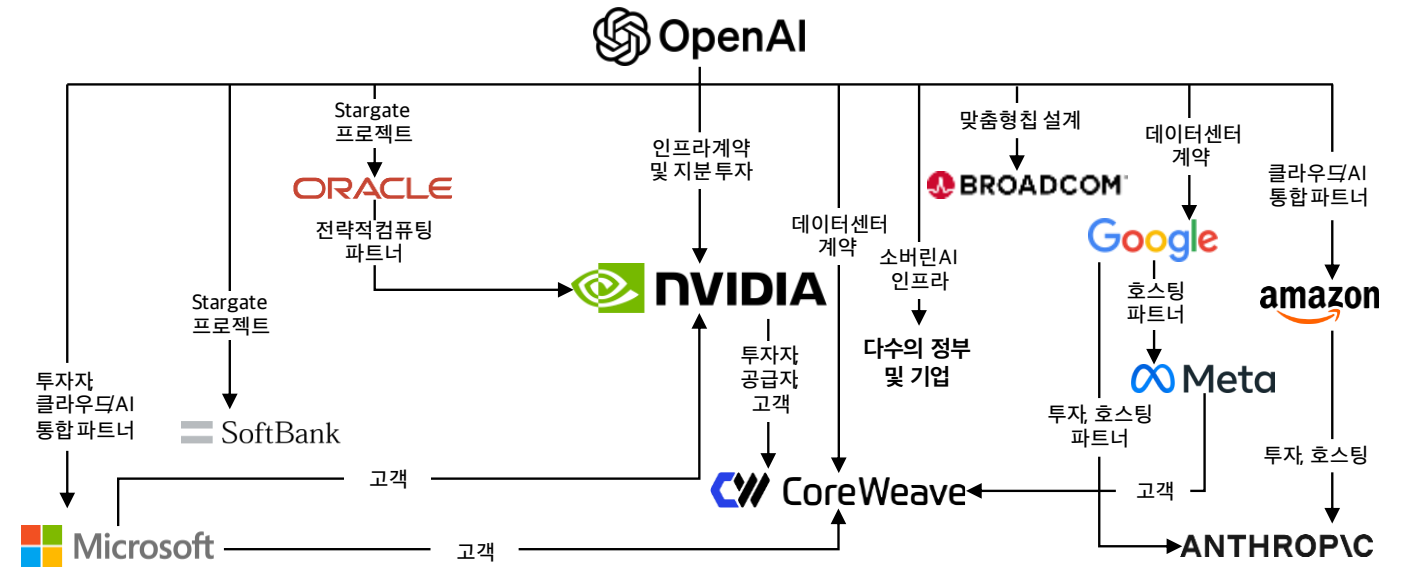 OpenAI
Stargate
프로젝트
맞춤형칩 설계
데이터센터
계약
인프라계약
및 지분 투자
클라우드/AI
통합 파트너
ORACLE
BROADCOM
전략적컴퓨팅
파트너
데이터센터
계약
Google
소버린AI
인프라
NVIDIA
호스팅
파트너
amazon
Stargate
프로젝트
다수의 정부
및 기업
투자자,
공급자,
고객
Meta
투자자,
클라우드/AI
통합 파트너
SoftBank
투자, 호스팅
파트너
투자, 호스팅
고객
CoreWeave
고객
Microsoft
고객
ANTHROP\C